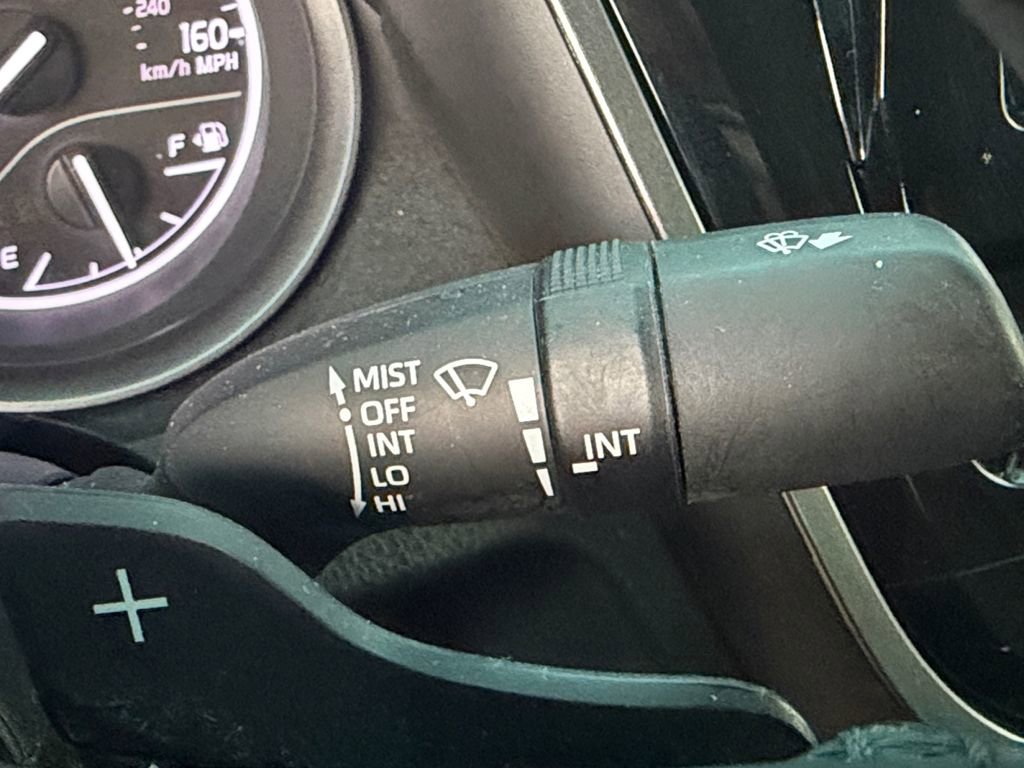 240
160
km/h MPH
F
E
MIST
OFF
INT
LO
HI
INT
+